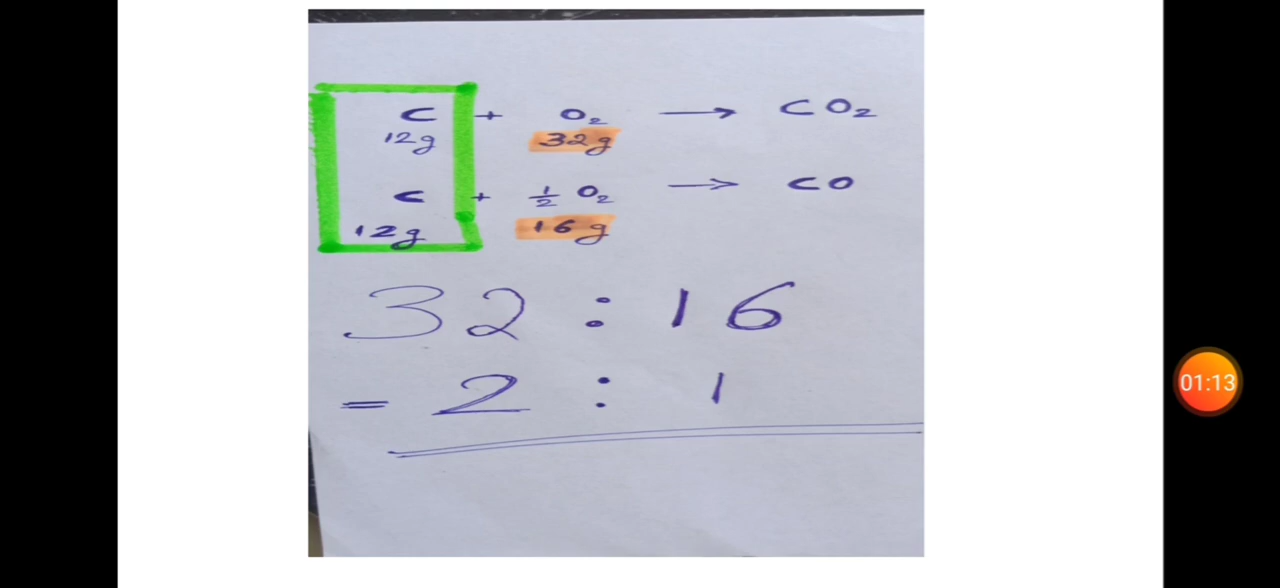 C + O₂ → CO₂
12g 32g
C + ½ O₂ → CO
12g 16g
32 : 16
= 2 : 1
01:13